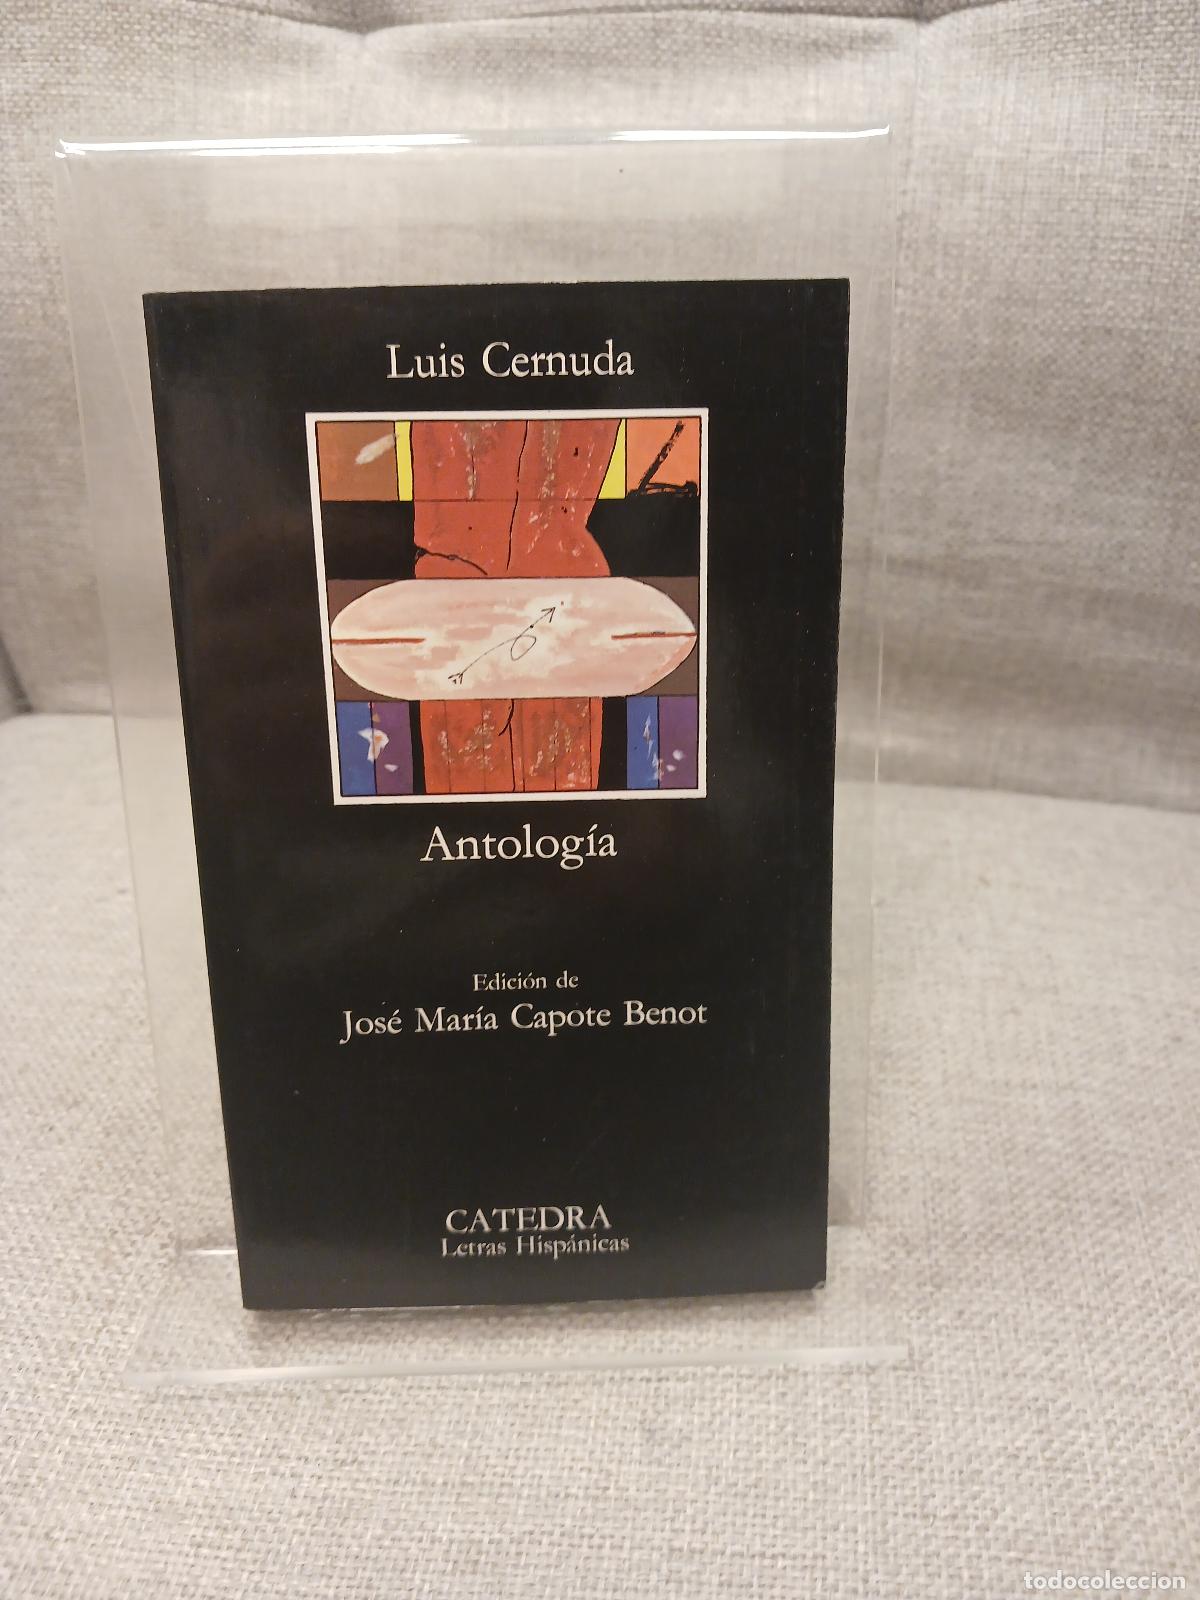 Luis Cernuda
Antología
Edición de
José María Capote Benot
CATEDRA
Letras Hispánicas
todocoleccion